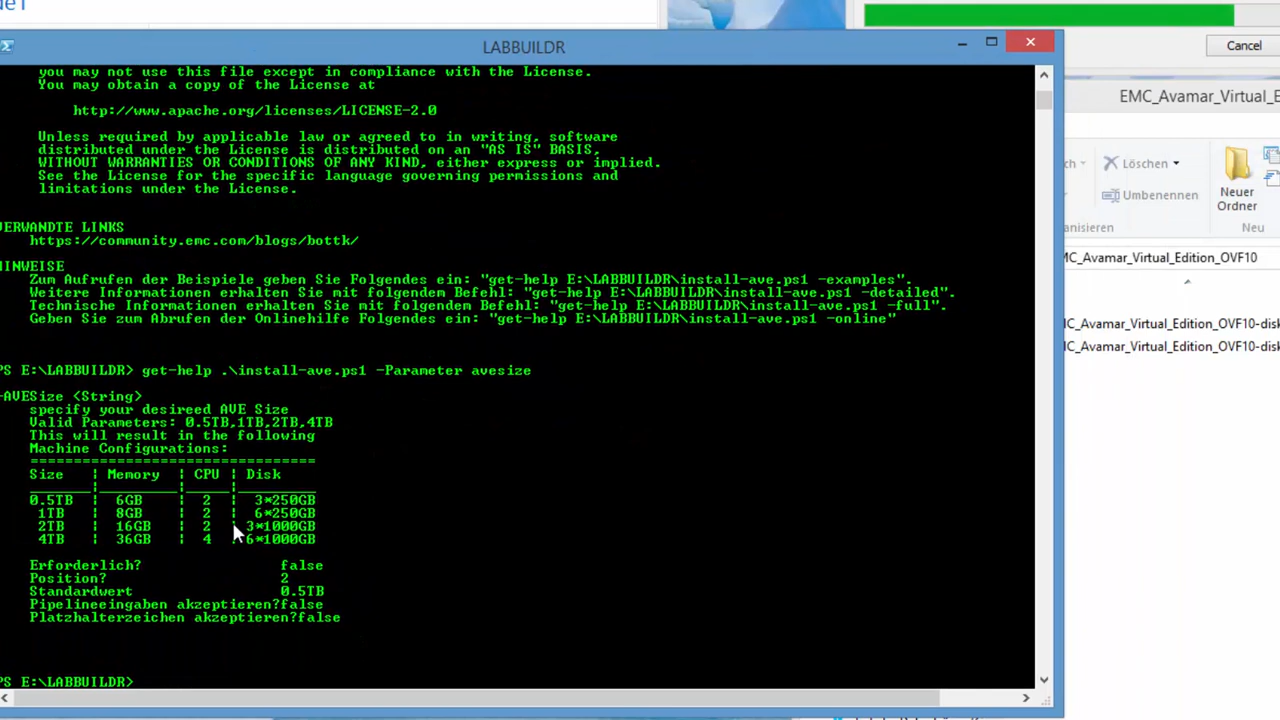 LABBUILDR
you may not use this file except in compliance with the License.
You may obtain a copy of the License at
http://www.apache.org/licenses/LICENSE-2.0
Unless required by applicable law or agreed to in writing, software
distributed under the License is distributed on an "AS IS" BASIS,
WITHOUT WARRANTIES OR CONDITIONS OF ANY KIND, either express or implied.
See the License for the specific language governing permissions and
limitations under the License.
VERWANDTE LINKS
https://community.emc.com/blogs/bottk/
HINWEISE
Zum Aufrufen der Beispiele geben Sie Folgendes ein: "get-help E:\LABBUILDR\install-ave.ps1 -examples".
Weitere Informationen erhalten Sie mit folgendem Befehl: "get-help E:\LABBUILDR\install-ave.ps1 -detailed".
Technische Informationen erhalten Sie mit folgendem Befehl: "get-help E:\LABBUILDR\install-ave.ps1 -full".
Geben Sie zum Abrufen der Onlinehilfe Folgendes ein: "get-help E:\LABBUILDR\install-ave.ps1 -online"
PS E:\LABBUILDR> get-help .\install-ave.ps1 -Parameter avesize
-AVESize <String>
specify your desireed AVE Size
Valid Parameters: 0.5TB,1TB,2TB,4TB
This will result in the following
Machine Configurations:
=================================
Size | Memory | CPU | Disk
0.5TB | 6GB | 2 | 3*250GB
1TB | 8GB | 2 | 6*250GB
2TB | 16GB | 2 | 3*1000GB
4TB | 36GB | 4 | 6*1000GB
Erforderlich? false
Position? 2
Standardwert 0.5TB
Pipelineeingaben akzeptieren?false
Platzhalterzeichen akzeptieren?false
PS E:\LABBUILDR>
Cancel
EMC_Avamar_Virtual_E
Löschen
Umbenennen
Neuer
Ordner
anisieren
Neu
MC_Avamar_Virtual_Edition_OVF10
MC_Avamar_Virtual_Edition_OVF10-disk
MC_Avamar_Virtual_Edition_OVF10-disk